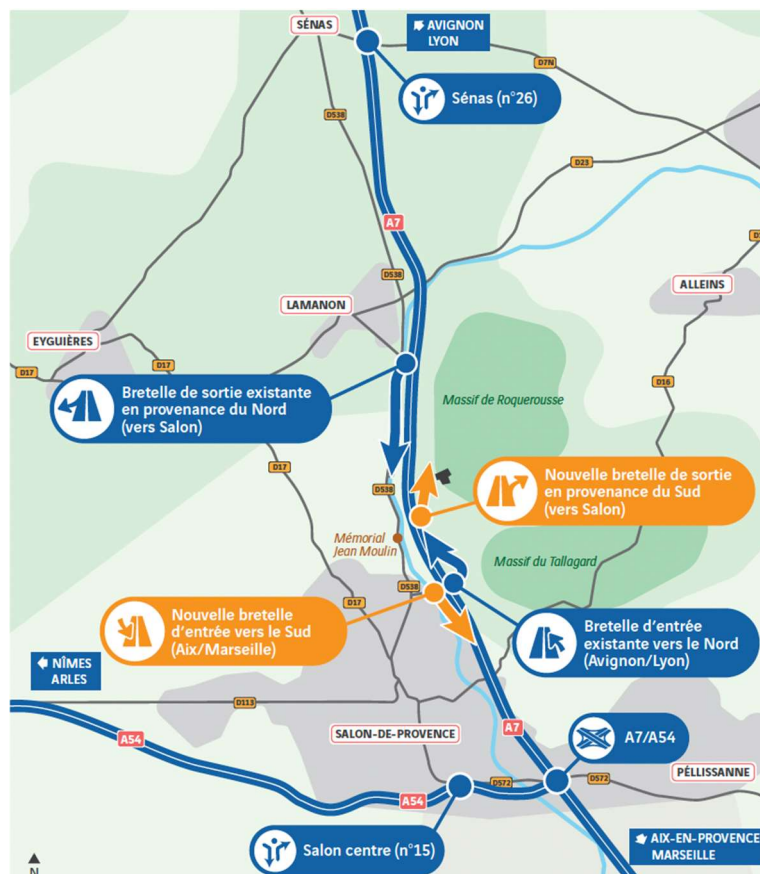 SÉNAS
AVIGNON
LYON
D7N
Sénas (n°26)
D538
D23
A7
D538
ALLEINS
LAMANON
EYGUIÈRES
D17
D17
D16
Bretelle de sortie existante
en provenance du Nord
(vers Salon)
Massif de Roquerousse
D17
Nouvelle bretelle de sortie
en provenance du Sud
(vers Salon)
D538
Mémorial
Jean Moulin
Massif du Tallagard
D538
D17
Nouvelle bretelle
d'entrée vers le Sud
(Aix/Marseille)
Bretelle d'entrée
existante vers le Nord
(Avignon/Lyon)
NÎMES
ARLES
D113
A54
SALON-DE-PROVENCE
A7
A7/A54
D572
D572
PÉLLISSANNE
A54
Salon centre (n°15)
AIX-EN-PROVENCE
MARSEILLE
N